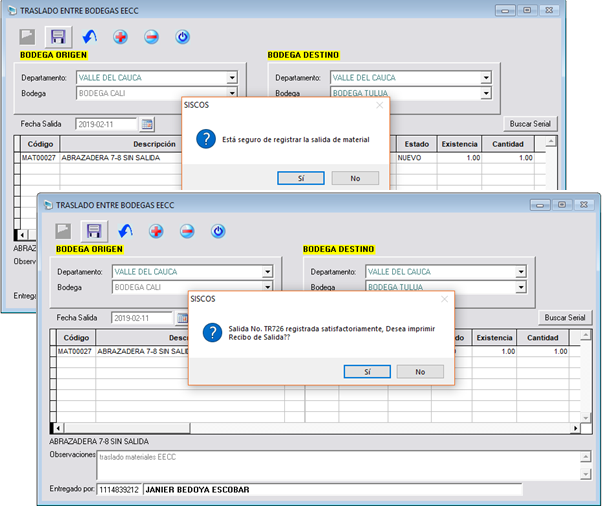 TRASLADO ENTRE BODEGAS EECC
BODEGA ORIGEN
BODEGA DESTINO
Departamento:
VALLE DEL CAUCA
Departamento:
VALLE DEL CAUCA
Bodega
BODEGA CALI
Bodega
BODEGA TULUA
Fecha Salida
2019-02-11
Buscar Serial
SISCOS
Está seguro de registrar la salida de material
Sí
No
Código
Descripción
Estado
Existencia
Cantidad
MAT00027
ABRAZADERA 7-8 SIN SALIDA
NUEVO
1.00
1.00
ABRAZ
Observ
Entregad
TRASLADO ENTRE BODEGAS EECC
BODEGA ORIGEN
BODEGA DESTINO
Departamento:
VALLE DEL CAUCA
Departamento:
VALLE DEL CAUCA
Bodega
BODEGA CALI
Bodega
BODEGA TULUA
Fecha Salida
2019-02-11
Buscar Serial
SISCOS
Salida No. TR726 registrada satisfactoriamente, Desea imprimir
Recibo de Salida??
Sí
No
Código
Desc
do
Existencia
Cantidad
MAT00027
ABRAZADERA 7-8 SIN SALI
1.00
1.00
ABRAZADERA 7-8 SIN SALIDA
Observaciones
traslado materiales EECC
Entregado por:
1114839212
JANIER BEDOYA ESCOBAR